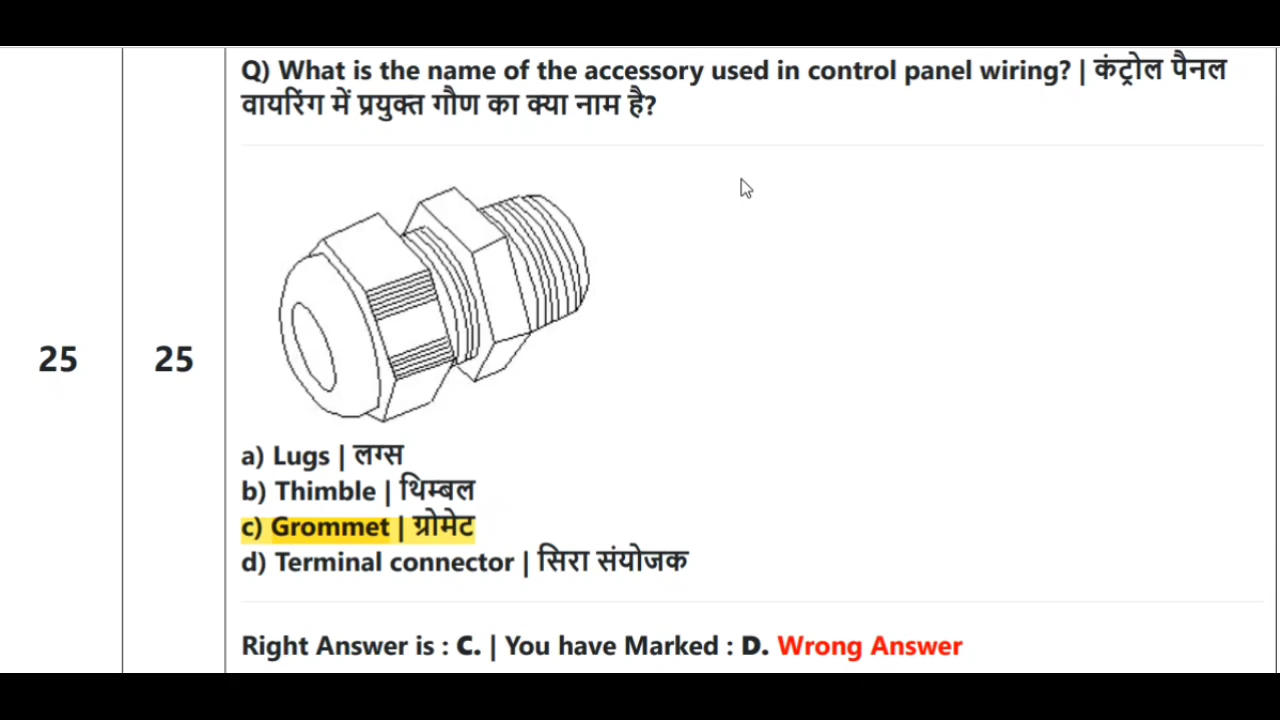 Q) What is the name of the accessory used in control panel wiring? | कंट्रोल पैनल
वायरिंग में प्रयुक्त गौण का क्या नाम है?
25
25
a) Lugs | लग्स
b) Thimble | थिम्बल
c) Grommet | ग्रोमेट
d) Terminal connector | सिरा संयोजक
Right Answer is : C. | You have Marked : D. Wrong Answer